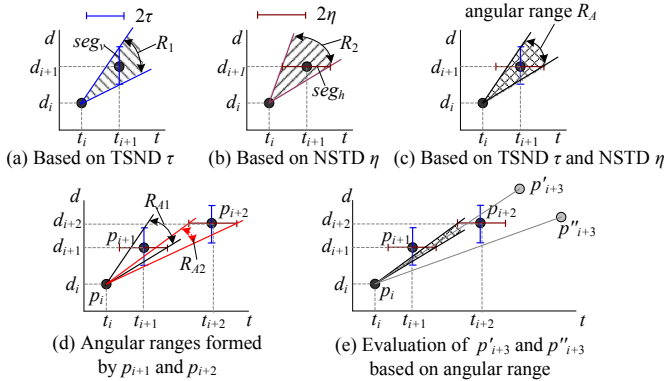 2τ
2η
angular range R_A
d
seg_v
R_1
d_{i+1}
d_i
t_i
t_{i+1}
t
d
R_2
d_{i+1}
seg_h
d_i
t_i
t_{i+1}
t
d
d_{i+1}
d_i
t_i
t_{i+1}
t
(a) Based on TSND τ
(b) Based on NSTD η
(c) Based on TSND τ and NSTD η
d
R_{A1}
p_{i+2}
d_{i+2}
p_{i+1}
d_{i+1}
R_{A2}
d_i
p_i
t_i
t_{i+1}
t_{i+2}
t
d
p'_{i+3}
p_{i+2}
p''_{i+3}
d_{i+2}
p_{i+1}
d_{i+1}
d_i
p_i
t_i
t_{i+1}
t_{i+2}
t
(d) Angular ranges formed
by p_{i+1} and p_{i+2}
(e) Evaluation of p'_{i+3} and p''_{i+3}
based on angular range